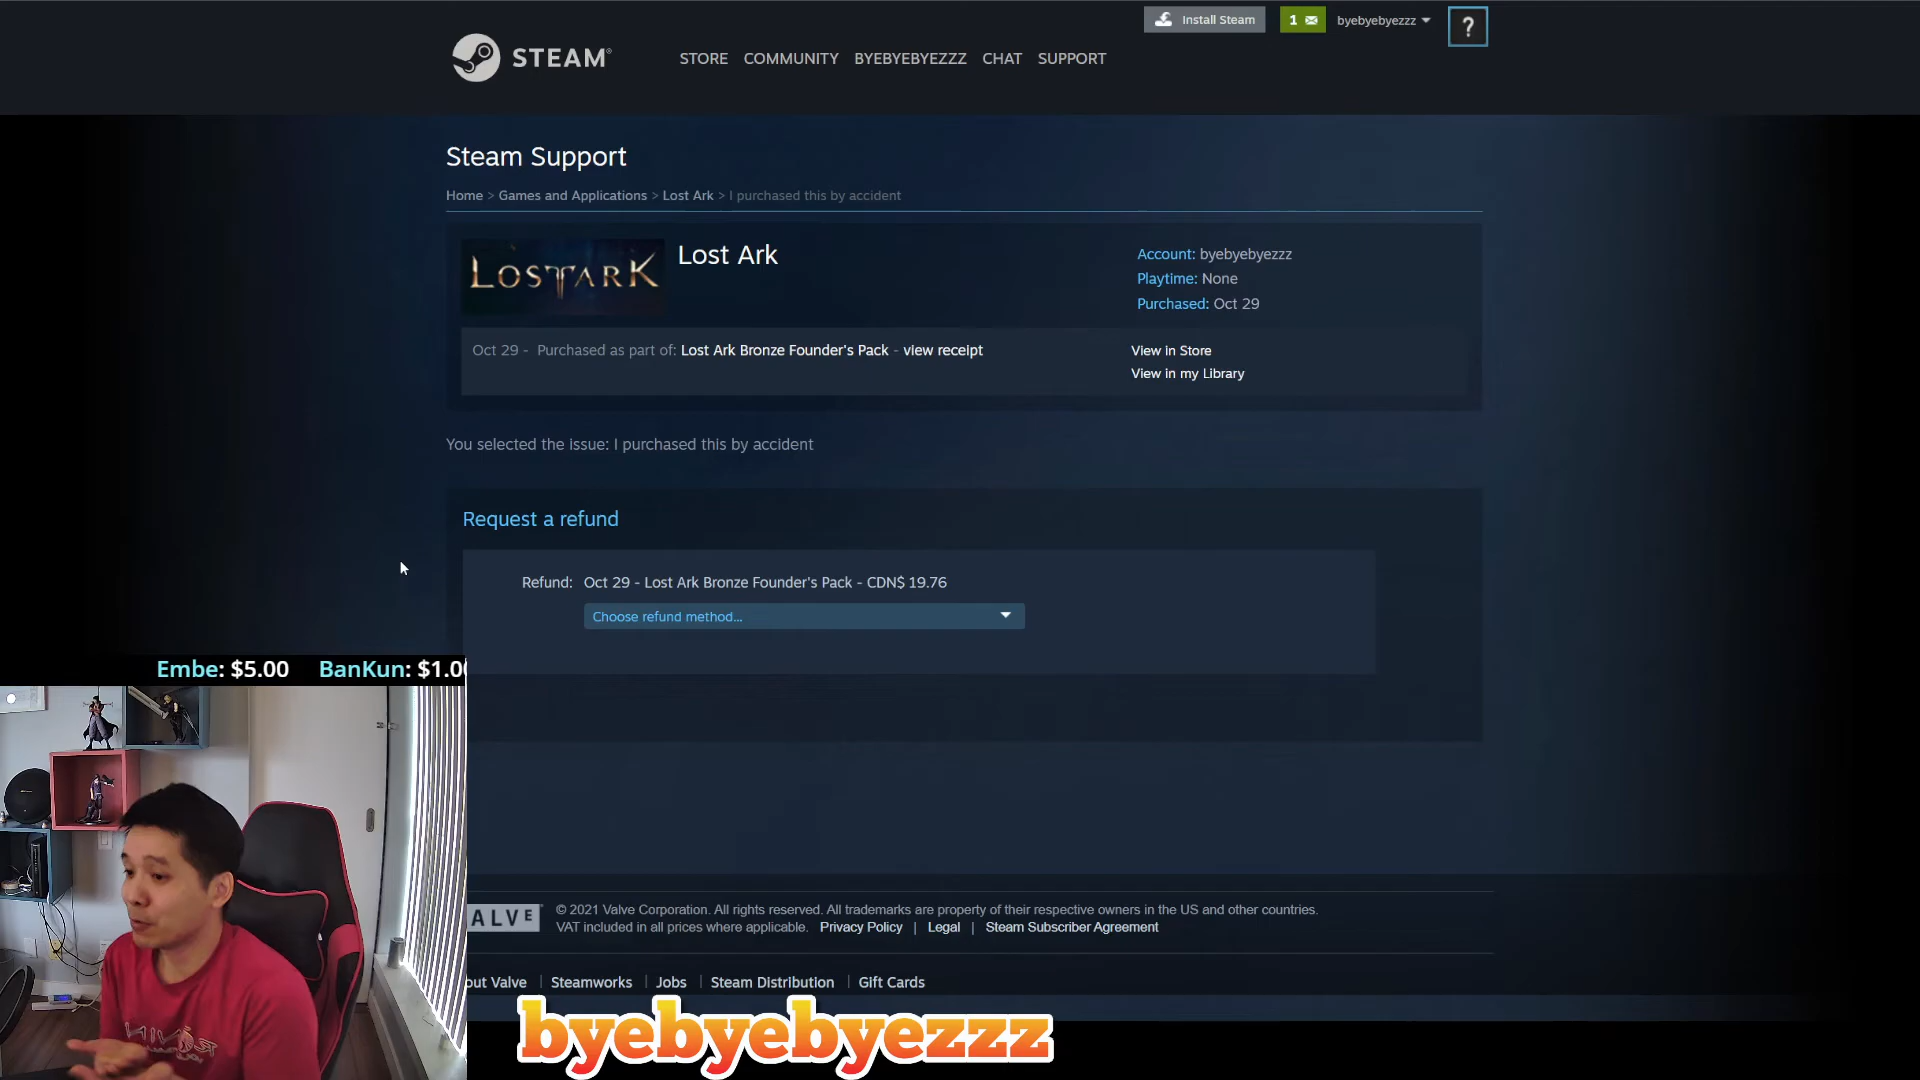 Install Steam
1
byebyebyezzz
?
STEAM
STORE COMMUNITY BYEBYEBYEZZZ CHAT SUPPORT
Steam Support
Home > Games and Applications > Lost Ark > I purchased this by accident
LOST ARK
Lost Ark
Account: byebyebyezzz
Playtime: None
Purchased: Oct 29
Oct 29 - Purchased as part of: Lost Ark Bronze Founder's Pack - view receipt
View in Store
View in my Library
You selected the issue: I purchased this by accident
Request a refund
Refund: Oct 29 - Lost Ark Bronze Founder's Pack - CDN$ 19.76
Choose refund method...
Embe: $5.00 BanKun: $1.00
ALVE
© 2021 Valve Corporation. All rights reserved. All trademarks are property of their respective owners in the US and other countries.
VAT included in all prices where applicable. Privacy Policy | Legal | Steam Subscriber Agreement
out Valve | Steamworks | Jobs | Steam Distribution | Gift Cards
byebyebyezzz